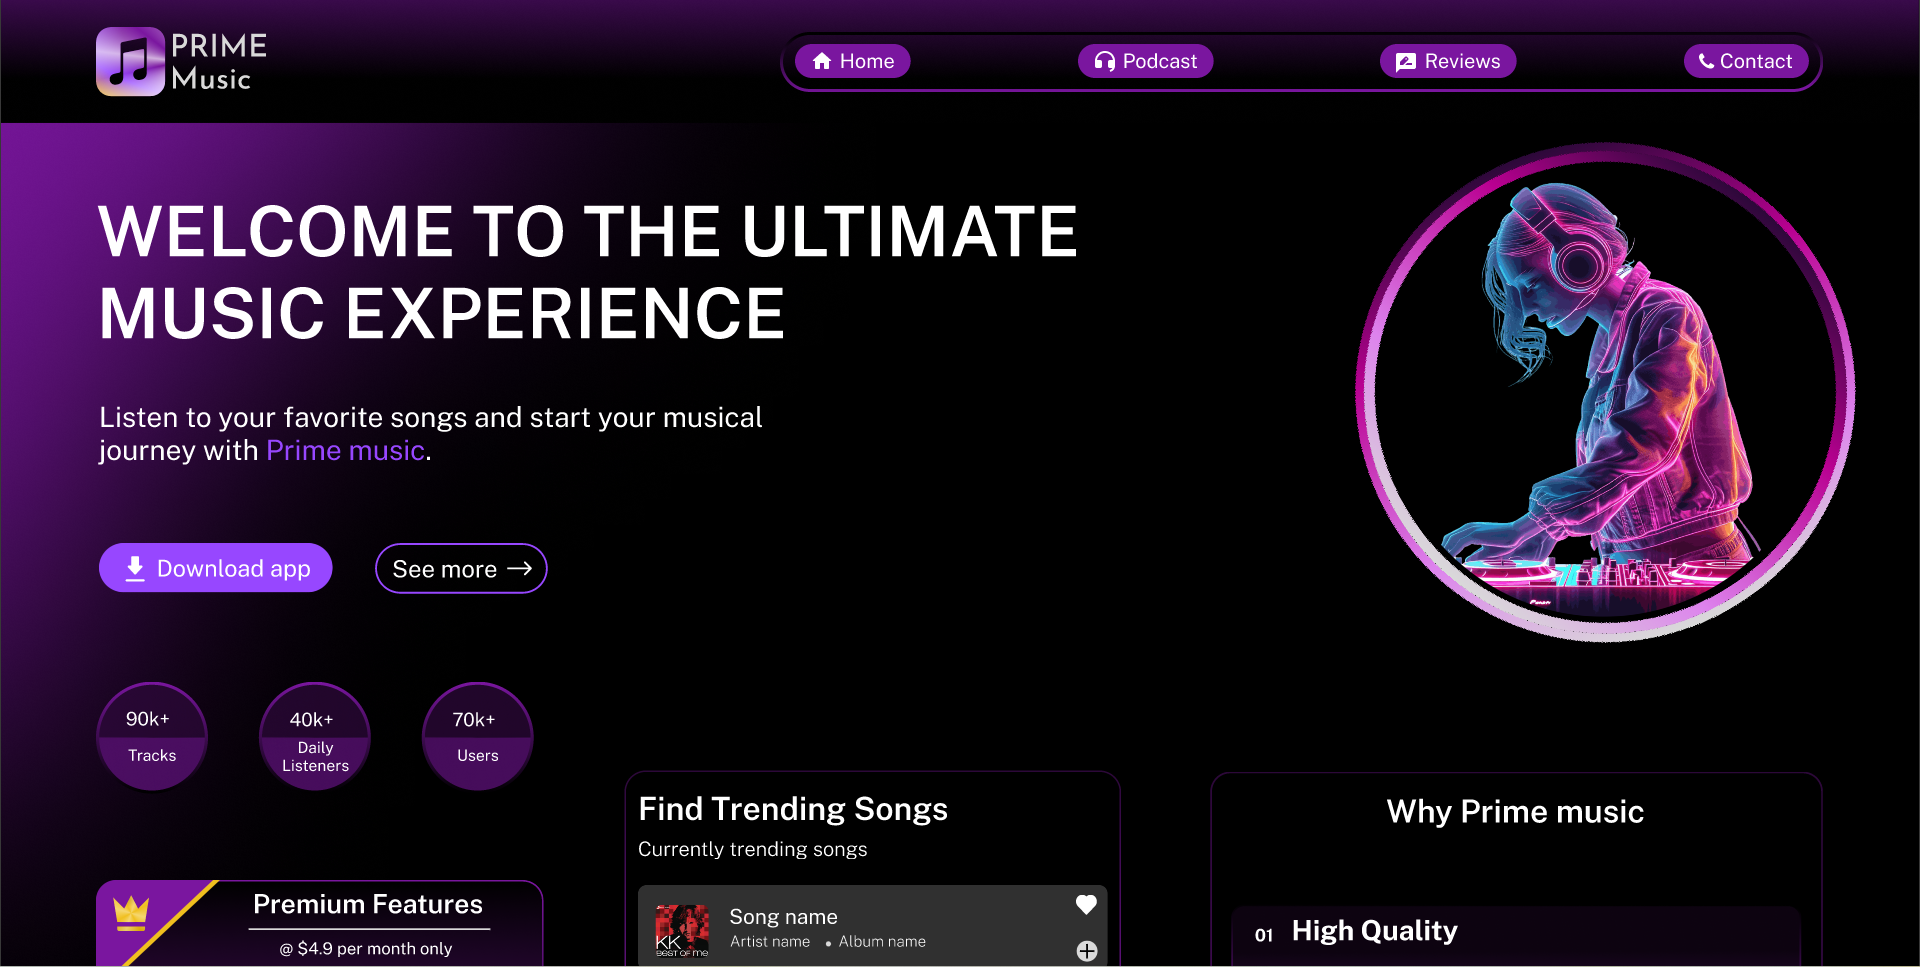 PRIME
Music
Home
Podcast
Reviews
Contact
WELCOME TO THE ULTIMATE
MUSIC EXPERIENCE
Listen to your favorite songs and start your musical
journey with Prime music.
Download app
See more
90k+
Tracks
40k+
Daily
Listeners
70k+
Users
Find Trending Songs
Currently trending songs
Song name
Artist name • Album name
KK
BEST OF ME
Why Prime music
01 High Quality
Premium Features
@ $4.9 per month only